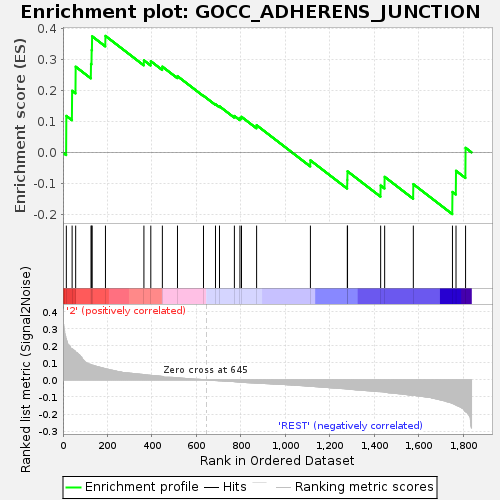 Enrichment plot: GOCC_ADHERENS_JUNCTION
Enrichment score (ES)
0.4
0.3
0.2
0.1
0.0
-0.1
-0.2
Ranked list metric (Signal2Noise)
0.4
0.3
0.2
0.1
0.0
-0.1
-0.2
-0.3
'2' (positively correlated)
Zero cross at 645
'REST' (negatively correlated)
0 200 400 600 800 1,000 1,200 1,400 1,600 1,800
Rank in Ordered Dataset
Enrichment profile Hits Ranking metric scores